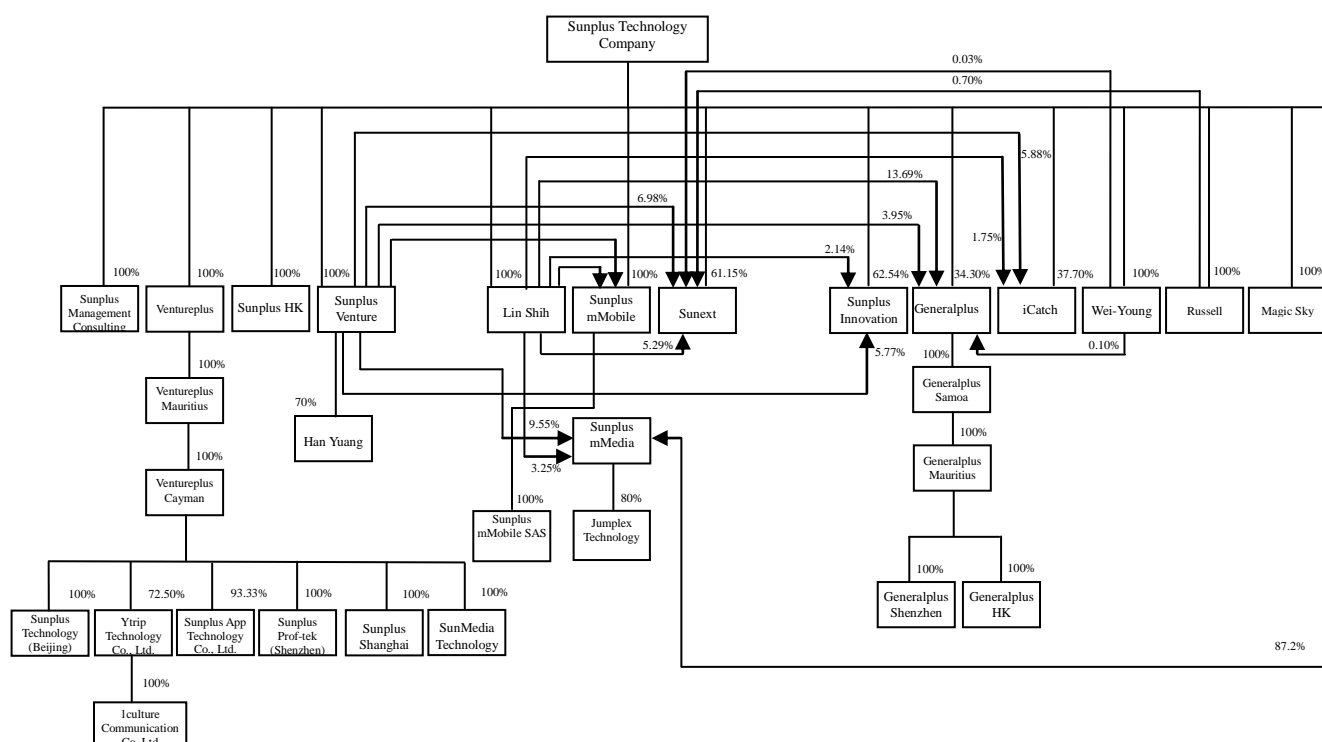 Sunplus Technology
Company
0.03%
0.70%
5.88%
13.69%
6.98%
3.95%
1.75%
2.14%
100%
100%
100%
100%
100%
100%
61.15%
62.54%
34.30%
37.70%
100%
100%
100%
Sunplus
Management
Consulting
Ventureplus
Sunplus HK
Sunplus
Venture
Lin Shih
Sunplus
mMobile
Sunext
Sunplus
Innovation
Generalplus
iCatch
Wei-Young
Russell
Magic Sky
5.29%
5.77%
0.10%
100%
100%
Ventureplus
Mauritius
Generalplus
Samoa
70%
Han Yuang
9.55%
3.25%
Sunplus
mMedia
100%
100%
Ventureplus
Cayman
Generalplus
Mauritius
100%
80%
Sunplus
mMobile SAS
Jumplex
Technology
100%
100%
Generalplus
Shenzhen
Generalplus
HK
100%
72.50%
93.33%
100%
100%
100%
Sunplus
Technology
(Beijing)
Ytrip
Technology
Co., Ltd.
Sunplus App
Technology
Co., Ltd.
Sunplus
Prof-tek
(Shenzhen)
Sunplus
Shanghai
SunMedia
Technology
87.2%
100%
1culture
Communication
Co. Ltd